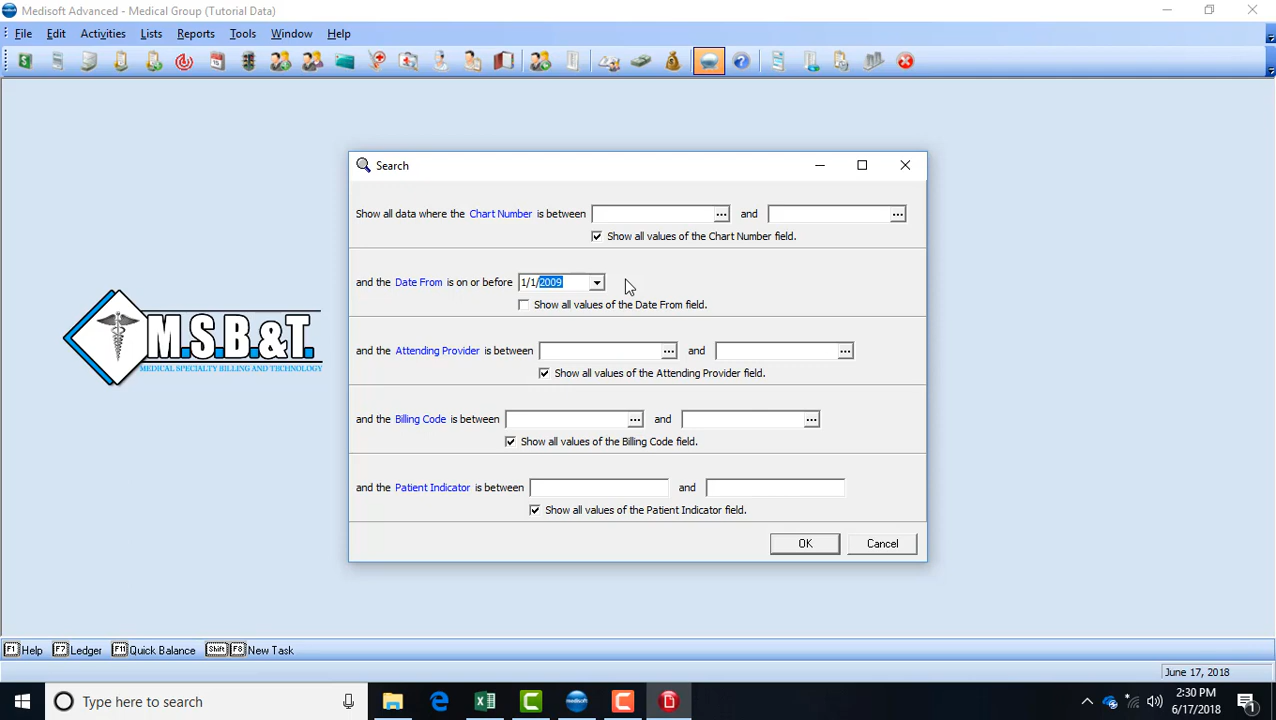 Medisoft Advanced - Medical Group (Tutorial Data)
File Edit Activities Lists Reports Tools Window Help
Search
Show all data where the Chart Number is between and
Show all values of the Chart Number field.
and the Date From is on or before 1/1/2009
Show all values of the Date From field.
M.S.B.&T.
MEDICAL SPECIALTY BILLING AND TECHNOLOGY
and the Attending Provider is between and
Show all values of the Attending Provider field.
and the Billing Code is between and
Show all values of the Billing Code field.
and the Patient Indicator is between and
Show all values of the Patient Indicator field.
OK Cancel
F1 Help F7 Ledger F11 Quick Balance Shift F8 New Task
June 17, 2018
Type here to search
2:30 PM
6/17/2018
1